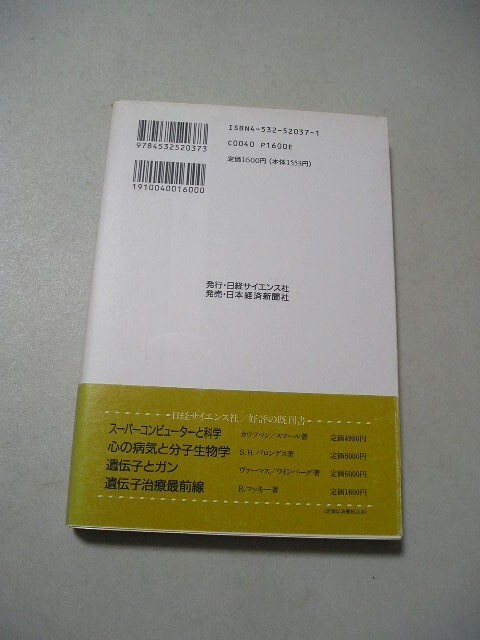 ISBN4-532-52037-1
C0040 P1600E
定価1600円（本体1553円）
9784532520373
1910040016000
発行・日経サイエンス社
発売・日本経済新聞社
日経サイエンス社／好評の既刊書
スーパーコンピューターと科学 カウフマン／スマール著 定価4980円
心の病気と分子生物学 S.H.バロンデス著 定価6000円
遺伝子とガン ヴァーマス／ワインバーグ著 定価6000円
遺伝子治療最前線 R.マッキー著 定価1600円
（定価は消費税込み）